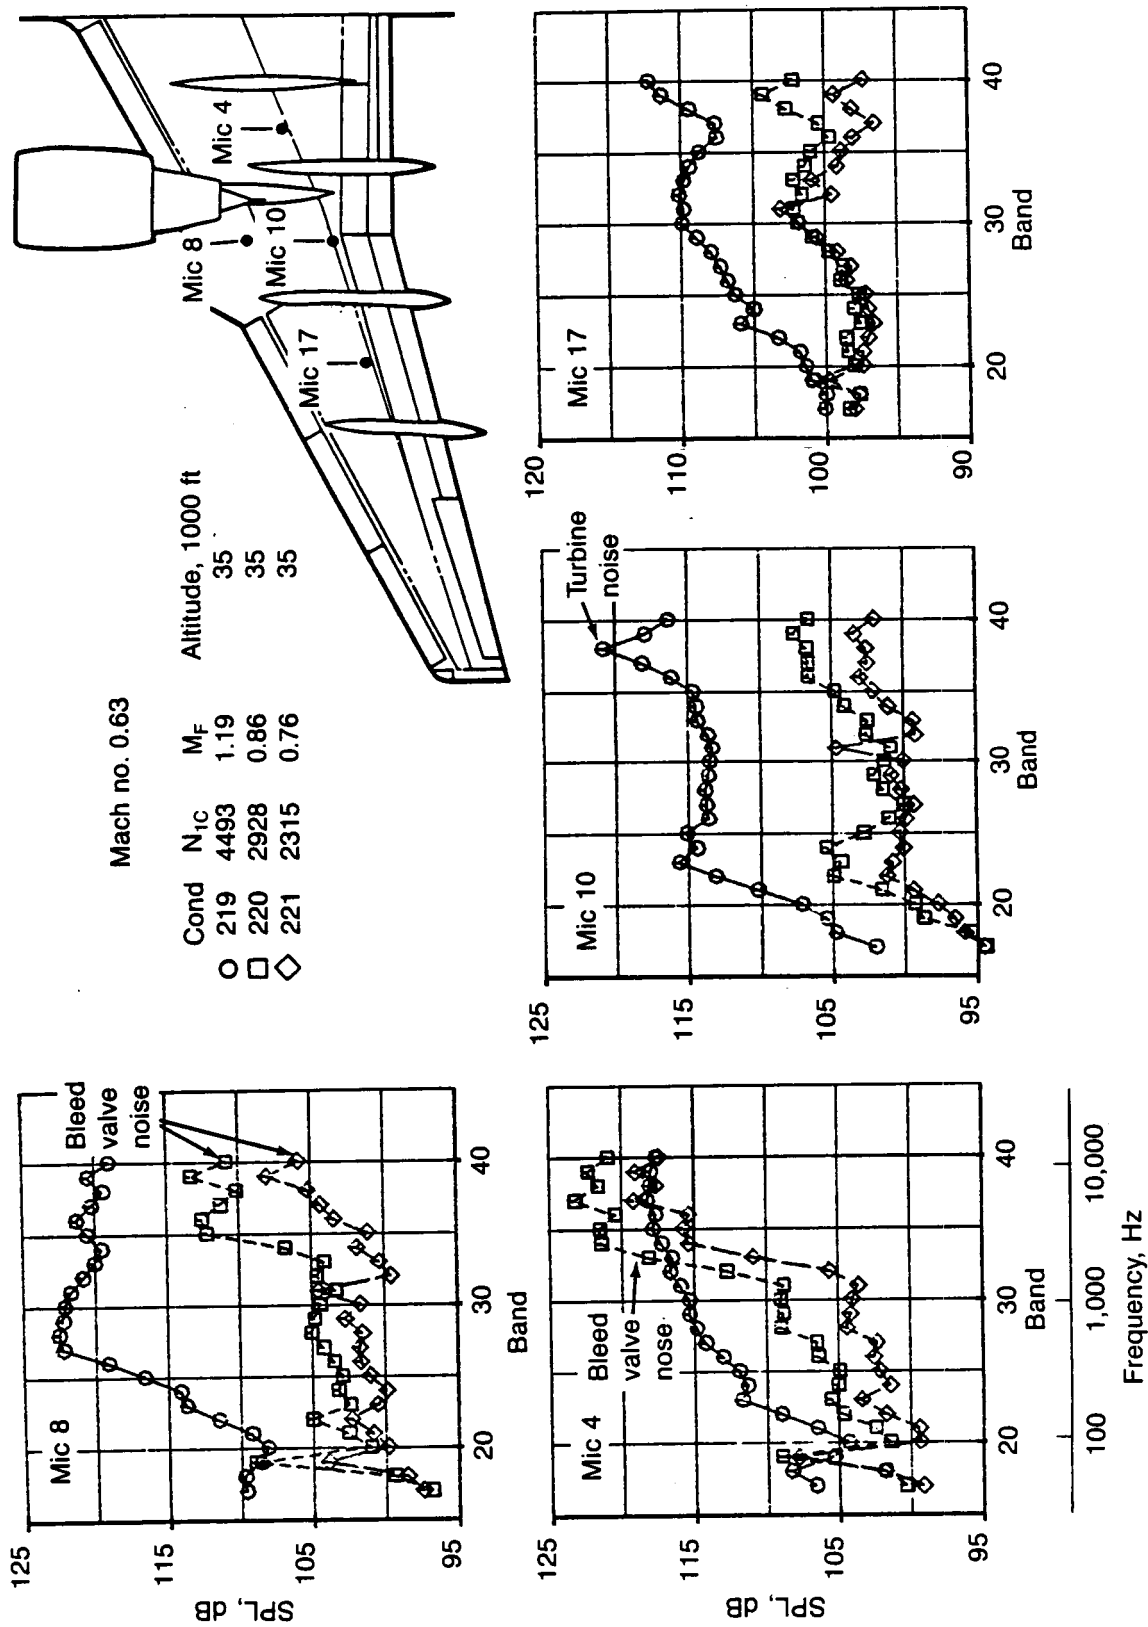 Mach no. 0.63
Cond N1C MF Altitude, 1000 ft
219 4493 1.19 35
220 2928 0.86 35
221 2315 0.76 35
Mic 8
Mic 10
Mic 4
Mic 17
Mic 8
Bleed
valve
noise
SPL, dB
125
115
105
95
20
30
40
Band
Mic 4
Bleed
valve
nose
SPL, dB
125
115
105
95
20
30
40
Band
100
1,000
10,000
Frequency, Hz
Mic 10
Turbine
noise
125
115
105
95
20
30
40
Band
Mic 17
120
110
100
90
20
30
40
Band